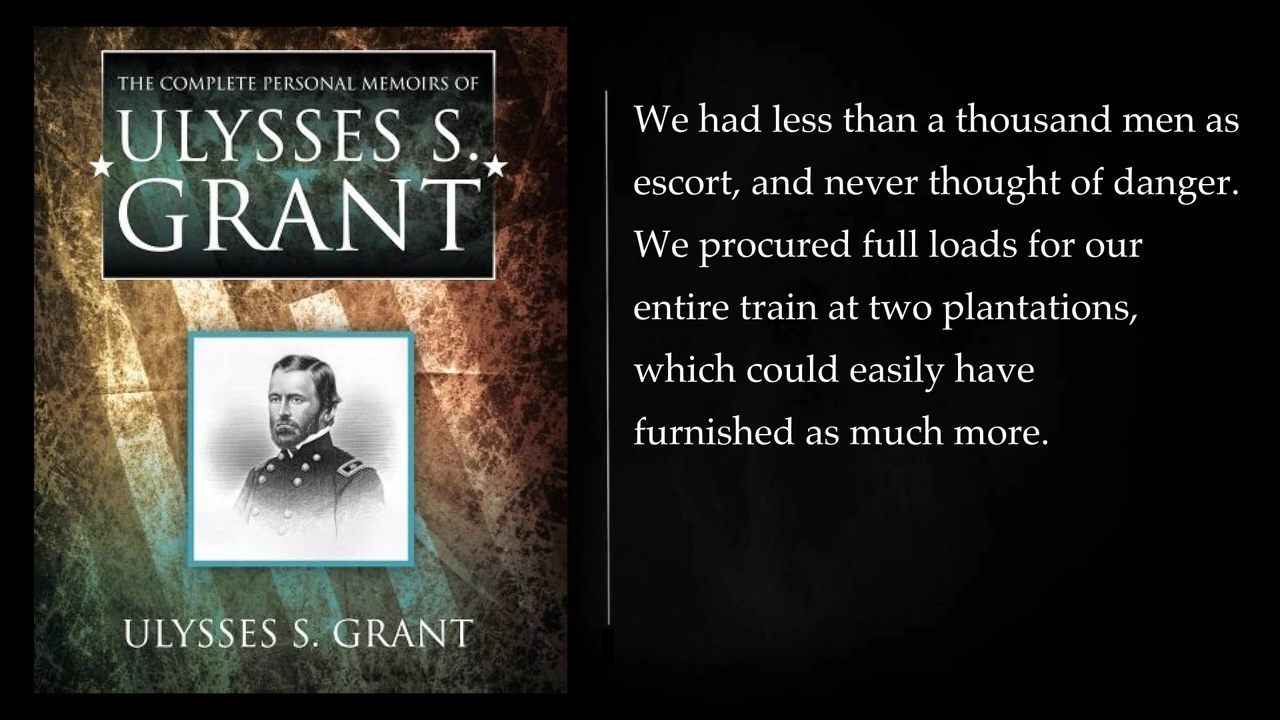 THE COMPLETE PERSONAL MEMOIRS OF
ULYSSES S.
GRANT
ULYSSES S. GRANT
We had less than a thousand men as
escort, and never thought of danger.
We procured full loads for our
entire train at two plantations,
which could easily have
furnished as much more.